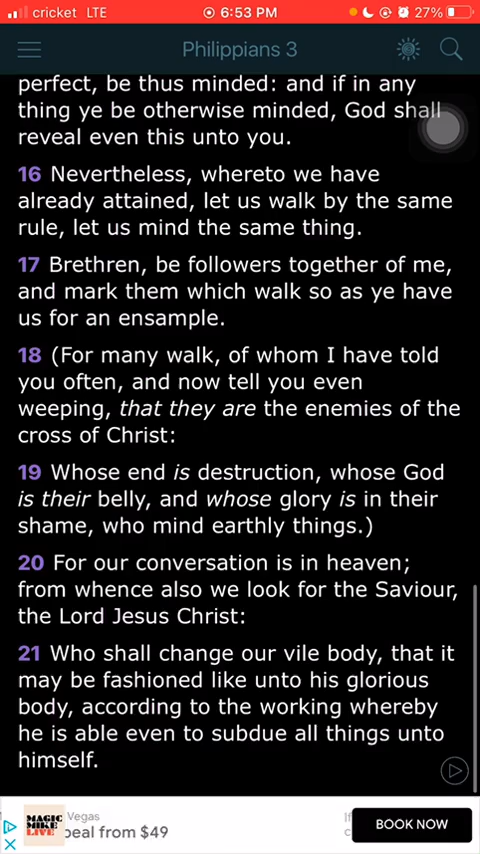 cricket LTE 6:53 PM 27%
Philippians 3
perfect, be thus minded: and if in any
thing ye be otherwise minded, God shall
reveal even this unto you.
16 Nevertheless, whereto we have
already attained, let us walk by the same
rule, let us mind the same thing.
17 Brethren, be followers together of me,
and mark them which walk so as ye have
us for an ensample.
18 (For many walk, of whom I have told
you often, and now tell you even
weeping, that they are the enemies of the
cross of Christ:
19 Whose end is destruction, whose God
is their belly, and whose glory is in their
shame, who mind earthly things.)
20 For our conversation is in heaven;
from whence also we look for the Saviour,
the Lord Jesus Christ:
21 Who shall change our vile body, that it
may be fashioned like unto his glorious
body, according to the working whereby
he is able even to subdue all things unto
himself.
MAGIC
MIKE
LIVE
Vegas
peal from $49
BOOK NOW